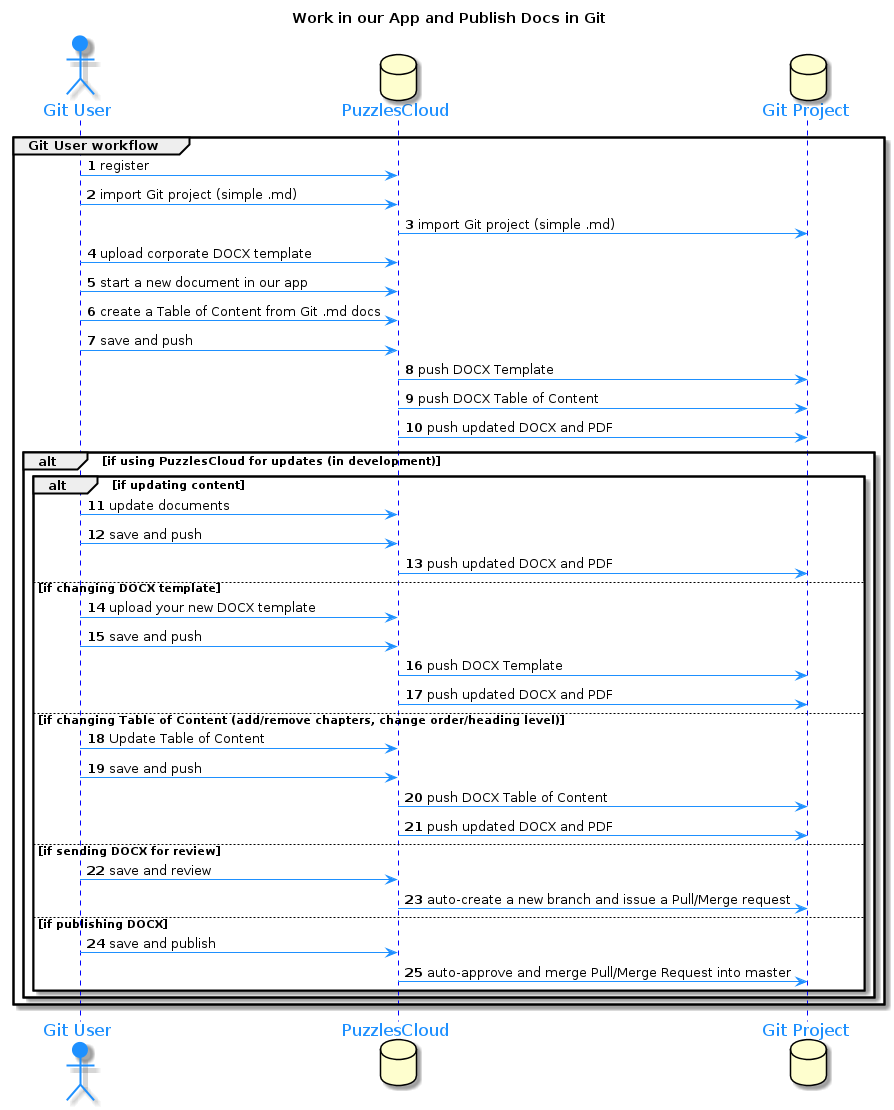 Work in our App and Publish Docs in Git
Git User
PuzzlesCloud
Git Project
Git User workflow
1 register
2 import Git project (simple .md)
3 import Git project (simple .md)
4 upload corporate DOCX template
5 start a new document in our app
6 create a Table of Content from Git .md docs
7 save and push
8 push DOCX Template
9 push DOCX Table of Content
10 push updated DOCX and PDF
alt [if using PuzzlesCloud for updates (in development)]
alt [if updating content]
11 update documents
12 save and push
13 push updated DOCX and PDF
[if changing DOCX template]
14 upload your new DOCX template
15 save and push
16 push DOCX Template
17 push updated DOCX and PDF
[if changing Table of Content (add/remove chapters, change order/heading level)]
18 Update Table of Content
19 save and push
20 push DOCX Table of Content
21 push updated DOCX and PDF
[if sending DOCX for review]
22 save and review
23 auto-create a new branch and issue a Pull/Merge request
[if publishing DOCX]
24 save and publish
25 auto-approve and merge Pull/Merge Request into master
Git User
PuzzlesCloud
Git Project